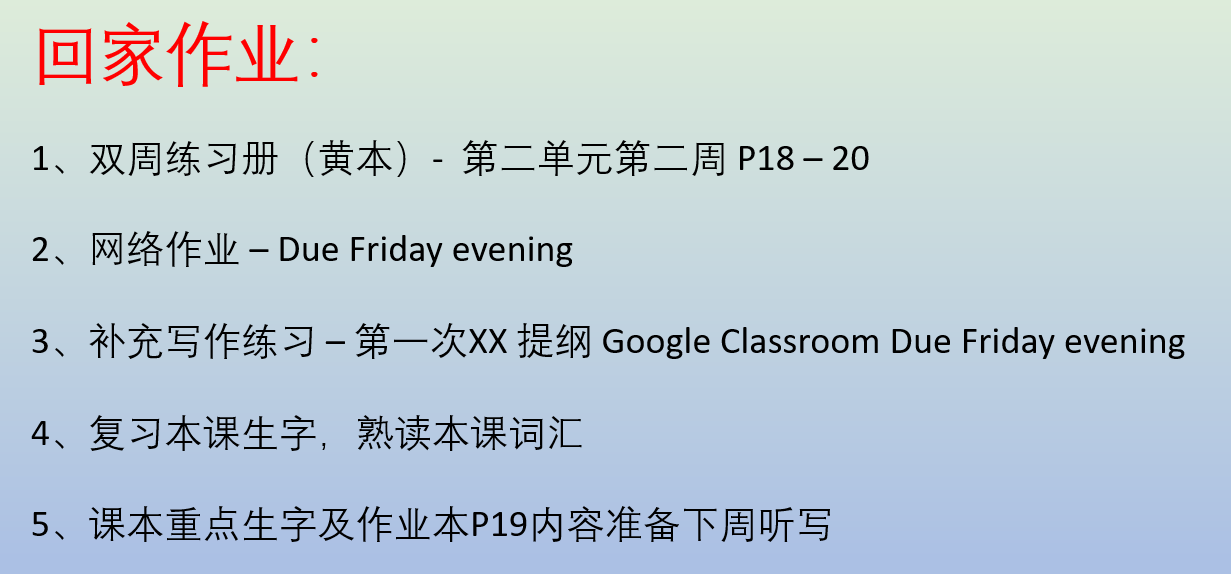 回家作业：
1、双周练习册（黄本）- 第二单元第二周 P18 – 20
2、网络作业 – Due Friday evening
3、补充写作练习 – 第一次XX 提纲 Google Classroom Due Friday evening
4、复习本课生字，熟读本课词汇
5、课本重点生字及作业本P19内容准备下周听写